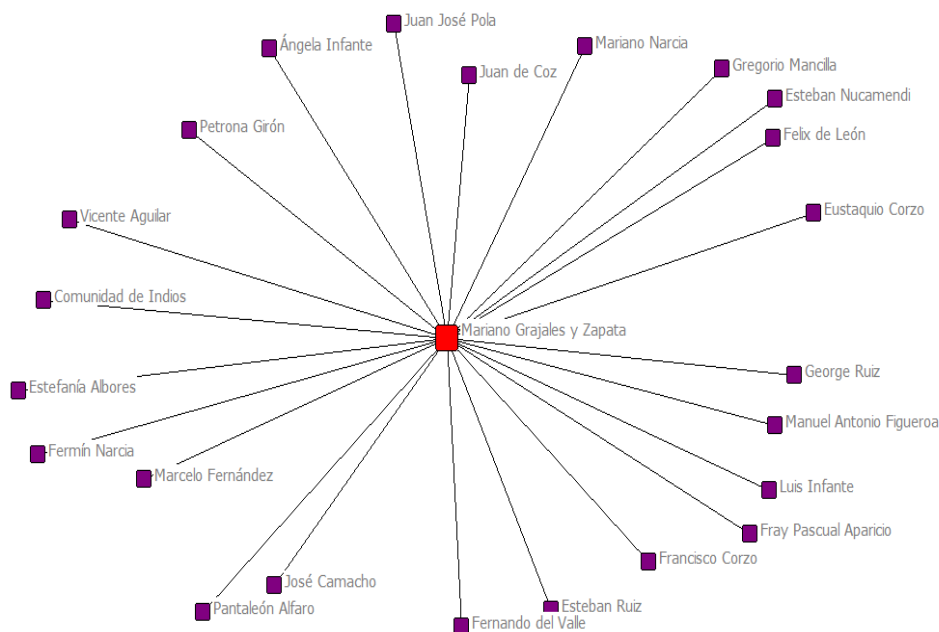 Juan José Pola
Ángela Infante
Mariano Narcia
Juan de Coz
Gregorio Mancilla
Esteban Nucamendi
Petrona Girón
Felix de León
Vicente Aguilar
Eustaquio Corzo
Comunidad de Indios
Mariano Grajales y Zapata
George Ruiz
Estefanía Albores
Manuel Antonio Figueroa
Fermín Narcia
Marcelo Fernández
Luis Infante
Fray Pascual Aparicio
Francisco Corzo
José Camacho
Esteban Ruiz
Pantaleón Alfaro
Fernando del Valle